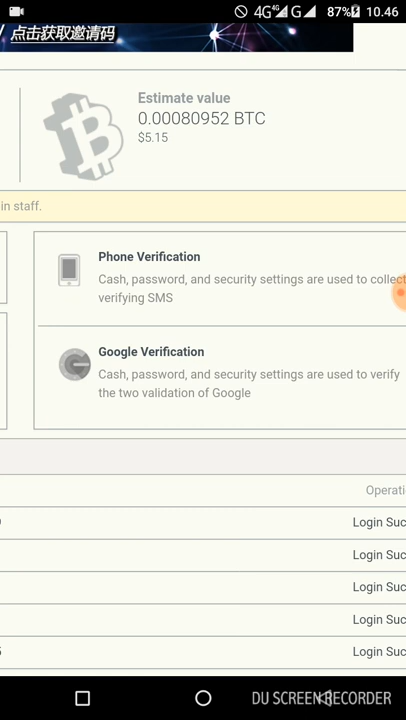 点击获取邀请码
4G 4G G 87% 10.46
Estimate value
0.00080952 BTC
$5.15
in staff.
Phone Verification
Cash, password, and security settings are used to collect
verifying SMS
Google Verification
Cash, password, and security settings are used to verify
the two validation of Google
Operati
Login Suc
Login Suc
Login Suc
Login Suc
Login Suc
DU SCREEN RECORDER